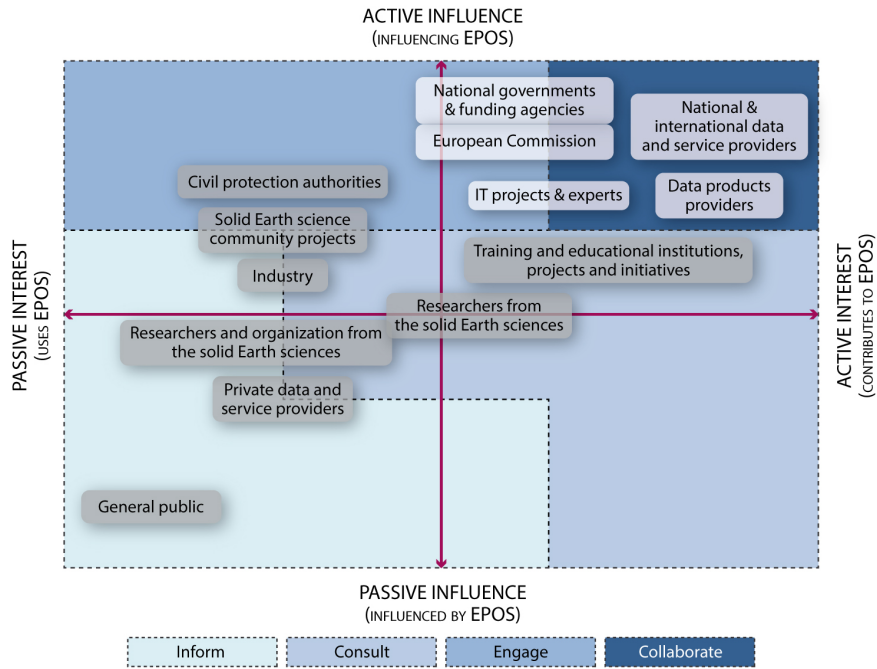 ACTIVE INFLUENCE
(INFLUENCING EPOS)
National governments
& funding agencies
National &
international data
and service providers
European Commission
Civil protection authorities
IT projects & experts
Data products
providers
Solid Earth science
community projects
Training and educational institutions,
projects and initiatives
Industry
PASSIVE INTEREST
(USES EPOS)
Researchers from
the solid Earth sciences
ACTIVE INTEREST
(CONTRIBUTES TO EPOS)
Researchers and organization from
the solid Earth sciences
Private data and
service providers
General public
PASSIVE INFLUENCE
(INFLUENCED BY EPOS)
Inform
Consult
Engage
Collaborate